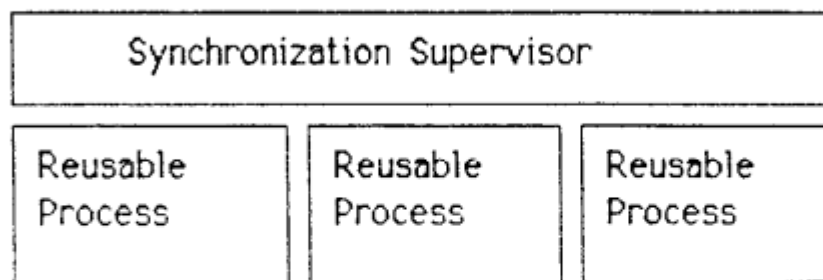 Synchronization Supervisor
Reusable
Process
Reusable
Process
Reusable
Process